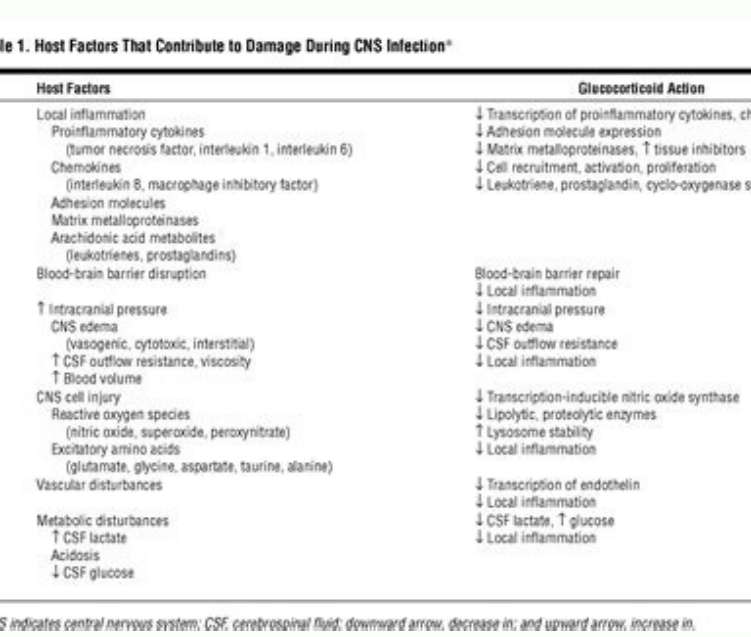 le 1. Host Factors That Contribute to Damage During CNS Infection*
Host Factors Glucocorticoid Action
Local inflammation ↓ Transcription of proinflammatory cytokines, ch
Proinflammatory cytokines ↓ Adhesion molecule expression
(tumor necrosis factor, interleukin 1, interleukin 6) ↓ Matrix metalloproteinases, ↑ tissue inhibitors
Chemokines ↓ Cell recruitment, activation, proliferation
(interleukin 8, macrophage inhibitory factor) ↓ Leukotriene, prostaglandin, cyclo-oxygenase s
Adhesion molecules
Matrix metalloproteinases
Arachidonic acid metabolites
(leukotrienes, prostaglandins)
Blood-brain barrier disruption Blood-brain barrier repair
↓ Local inflammation
↑ Intracranial pressure ↓ Intracranial pressure
CNS edema ↓ CNS edema
(vasogenic, cytotoxic, interstitial) ↓ CSF outflow resistance
↑ CSF outflow resistance, viscosity ↓ Local inflammation
↑ Blood volume
CNS cell injury ↓ Transcription-inducible nitric oxide synthase
Reactive oxygen species ↓ Lipolytic, proteolytic enzymes
(nitric oxide, superoxide, peroxynitrate) ↑ Lysosome stability
Excitatory amino acids ↓ Local inflammation
(glutamate, glycine, aspartate, taurine, alanine)
Vascular disturbances ↓ Transcription of endothelin
↓ Local inflammation
Metabolic disturbances ↓ CSF lactate, ↑ glucose
↑ CSF lactate ↓ Local inflammation
Acidosis
↓ CSF glucose
S indicates central nervous system; CSF, cerebrospinal fluid; downward arrow, decrease in; and upward arrow, increase in.